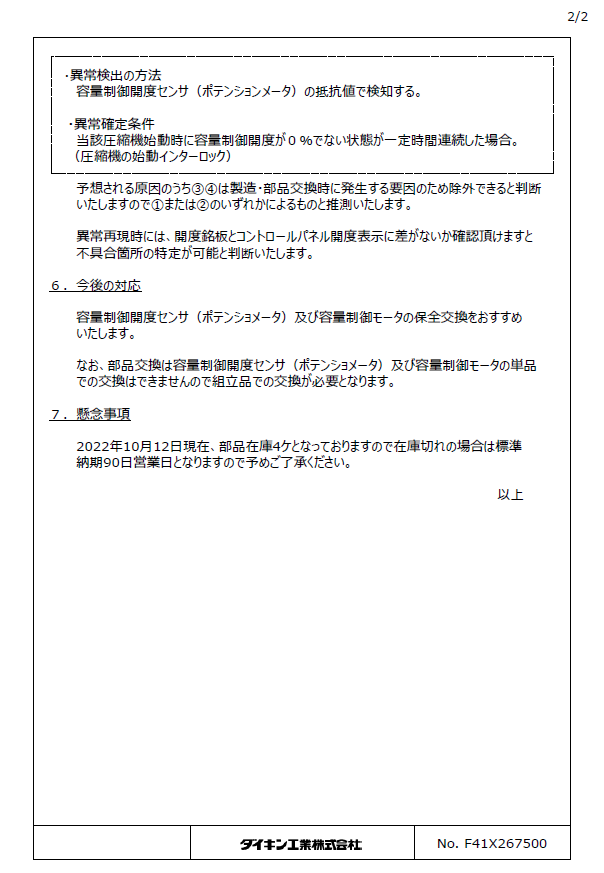 2/2
・異常検出の方法
容量制御開度センサ（ポテンションメータ）の抵抗値で検知する。
・異常確定条件
当該圧縮機始動時に容量制御開度が０％でない状態が一定時間連続した場合。
（圧縮機の始動インターロック）
予想される原因のうち③④は製造・部品交換時に発生する要因のため除外できると判断
いたしますので①または②のいずれかによるものと推測いたします。
異常再現時には、開度銘板とコントロールパネル開度表示に差がないか確認頂けますと
不具合箇所の特定が可能と判断いたします。
６．今後の対応
容量制御開度センサ（ポテンショメータ）及び容量制御モータの保全交換をおすすめ
いたします。
なお、部品交換は容量制御開度センサ（ポテンショメータ）及び容量制御モータの単品
での交換はできませんので組立品での交換が必要となります。
７．懸念事項
2022年10月12日現在、部品在庫4ケとなっておりますので在庫切れの場合は標準
納期90日営業日となりますので予めご了承ください。
以上
ダイキン工業株式会社
No. F41X267500